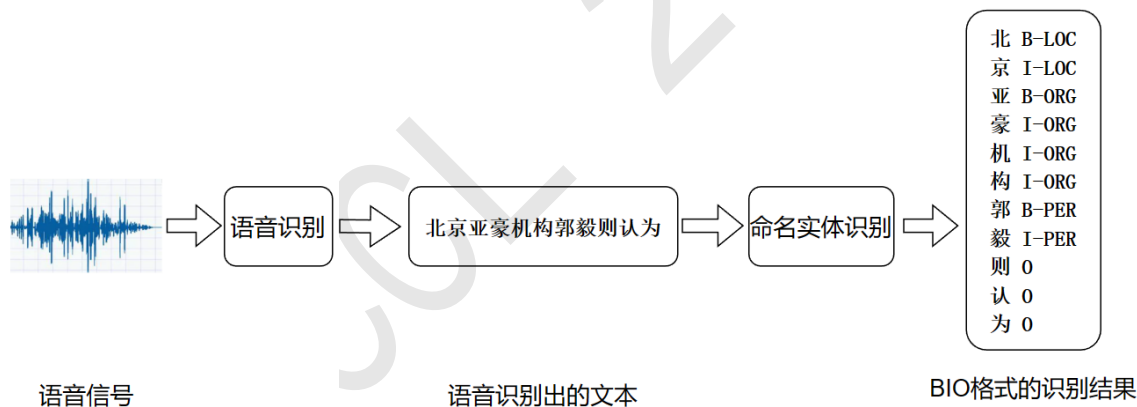 语音识别
北京亚豪机构郭毅则认为
命名实体识别
北 B-LOC
京 I-LOC
亚 B-ORG
豪 I-ORG
机 I-ORG
构 I-ORG
郭 B-PER
毅 I-PER
则 O
认 O
为 O
语音信号
语音识别出的文本
BIO格式的识别结果